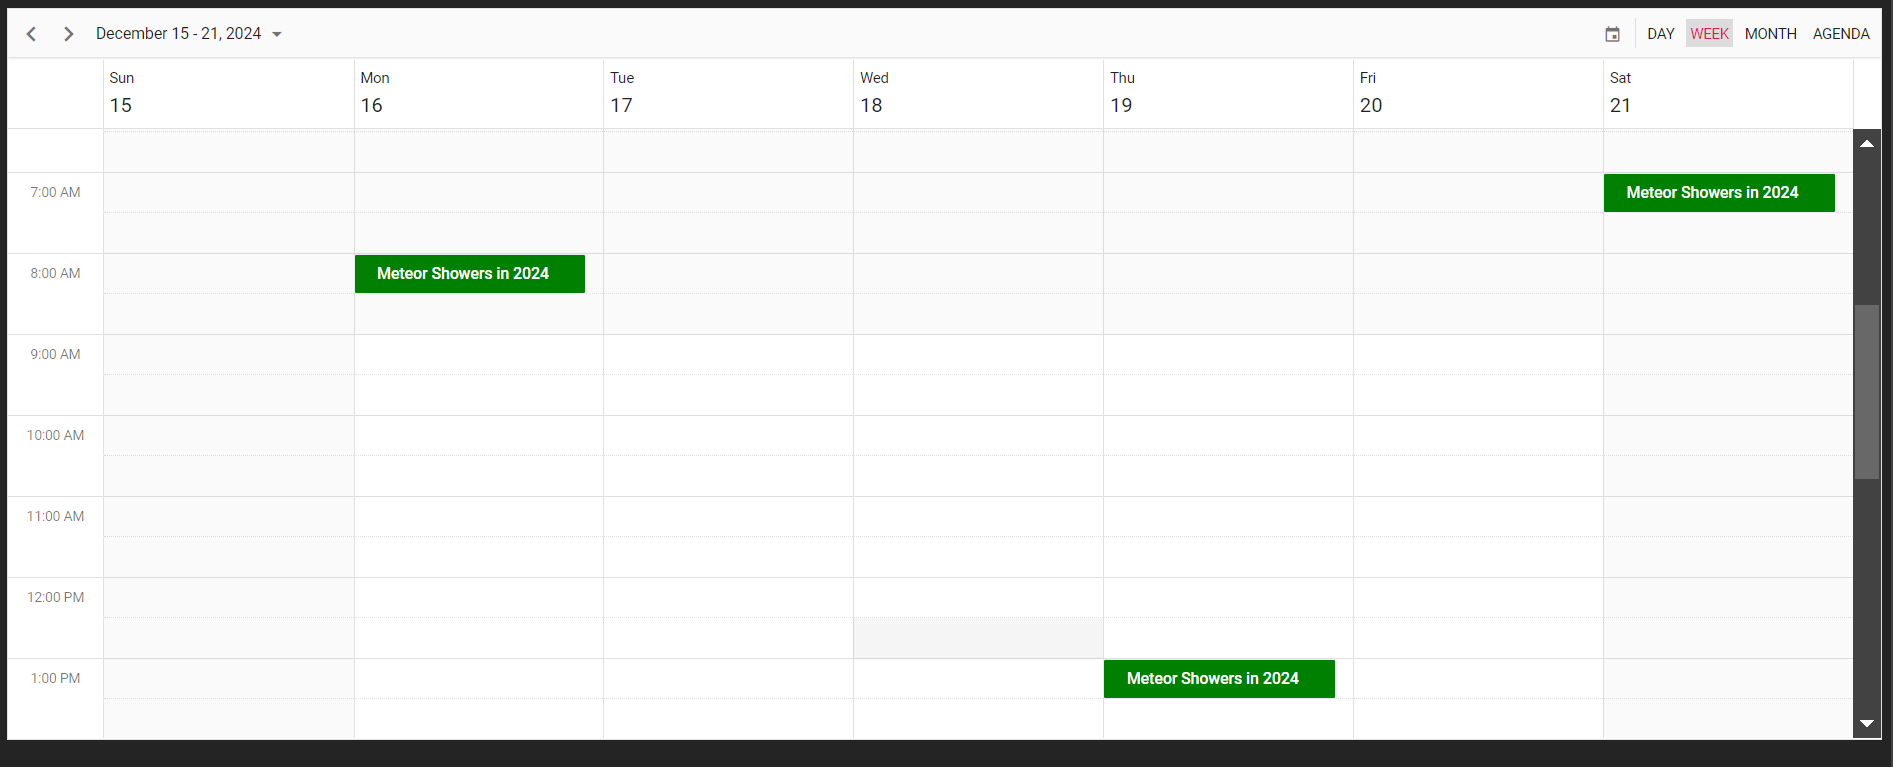 December 15 - 21, 2024
DAY WEEK MONTH AGENDA
Sun Mon Tue Wed Thu Fri Sat
15 16 17 18 19 20 21
7:00 AM
Meteor Showers in 2024
8:00 AM
Meteor Showers in 2024
9:00 AM
10:00 AM
11:00 AM
12:00 PM
1:00 PM
Meteor Showers in 2024